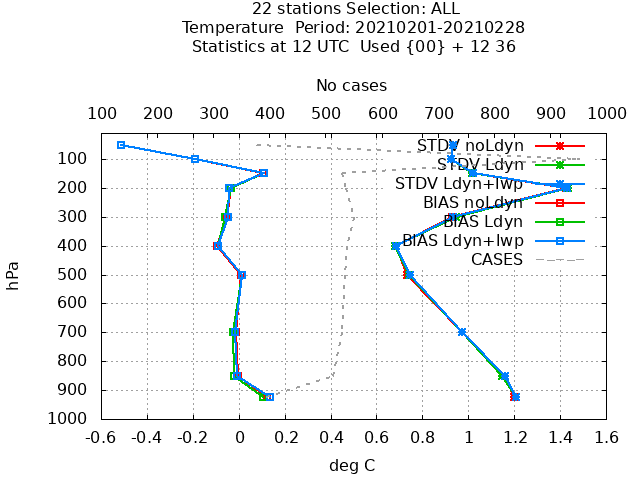 22 stations Selection: ALL
Temperature  Period: 20210201-20210228
Statistics at 12 UTC  Used {00} + 12 36
No cases
100 200 300 400 500 600 700 800 900 1000
STDV noLdyn
STDV Ldyn
STDV Ldyn+lwp
BIAS noLdyn
BIAS Ldyn
BIAS Ldyn+lwp
CASES
hPa
100
200
300
400
500
600
700
800
900
1000
-0.6 -0.4 -0.2 0 0.2 0.4 0.6 0.8 1 1.2 1.4 1.6
deg C